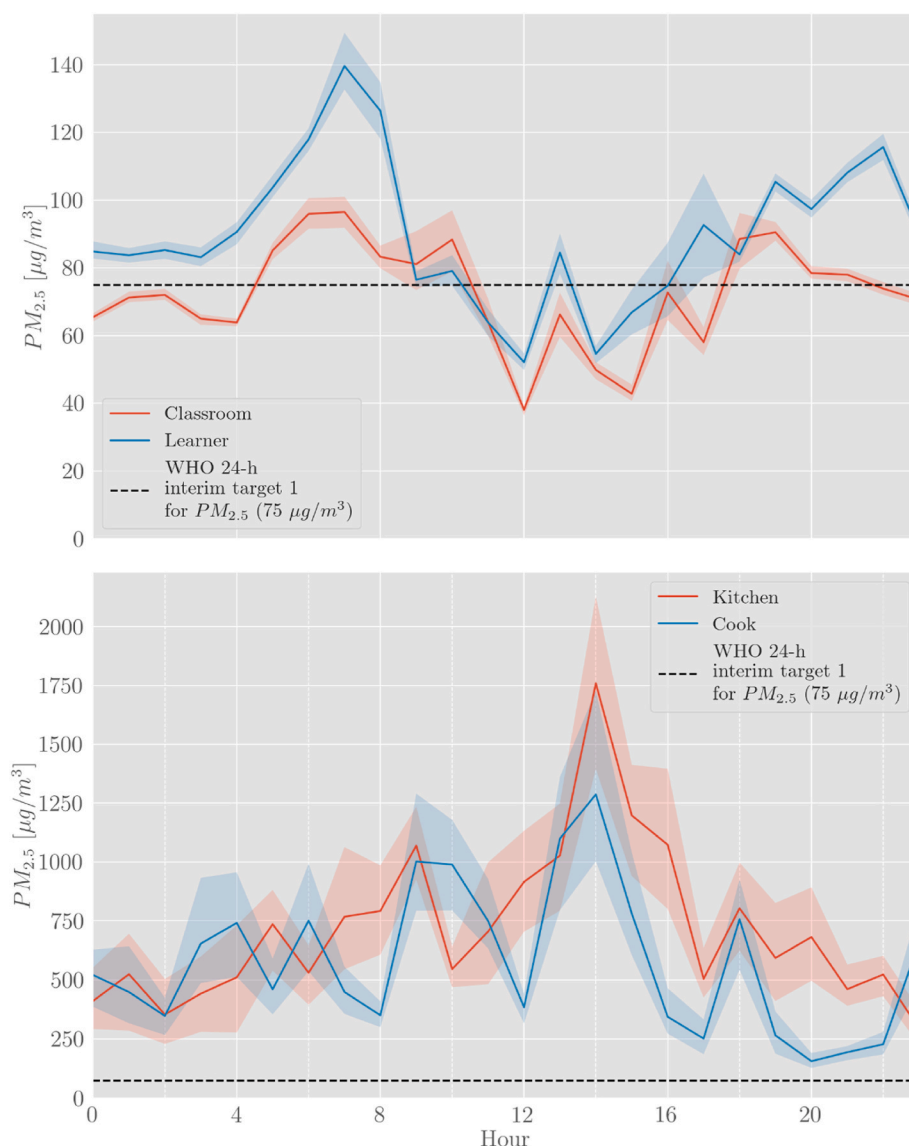 140
120
100
80
60
40
20
0
PM2.5 [μg/m³]
Classroom
Learner
WHO 24-h
interim target 1
for PM2.5 (75 μg/m³)
Kitchen
Cook
WHO 24-h
interim target 1
for PM2.5 (75 μg/m³)
2000
1750
1500
1250
1000
750
500
250
0
PM2.5 [μg/m³]
0 4 8 12 16 20
Hour